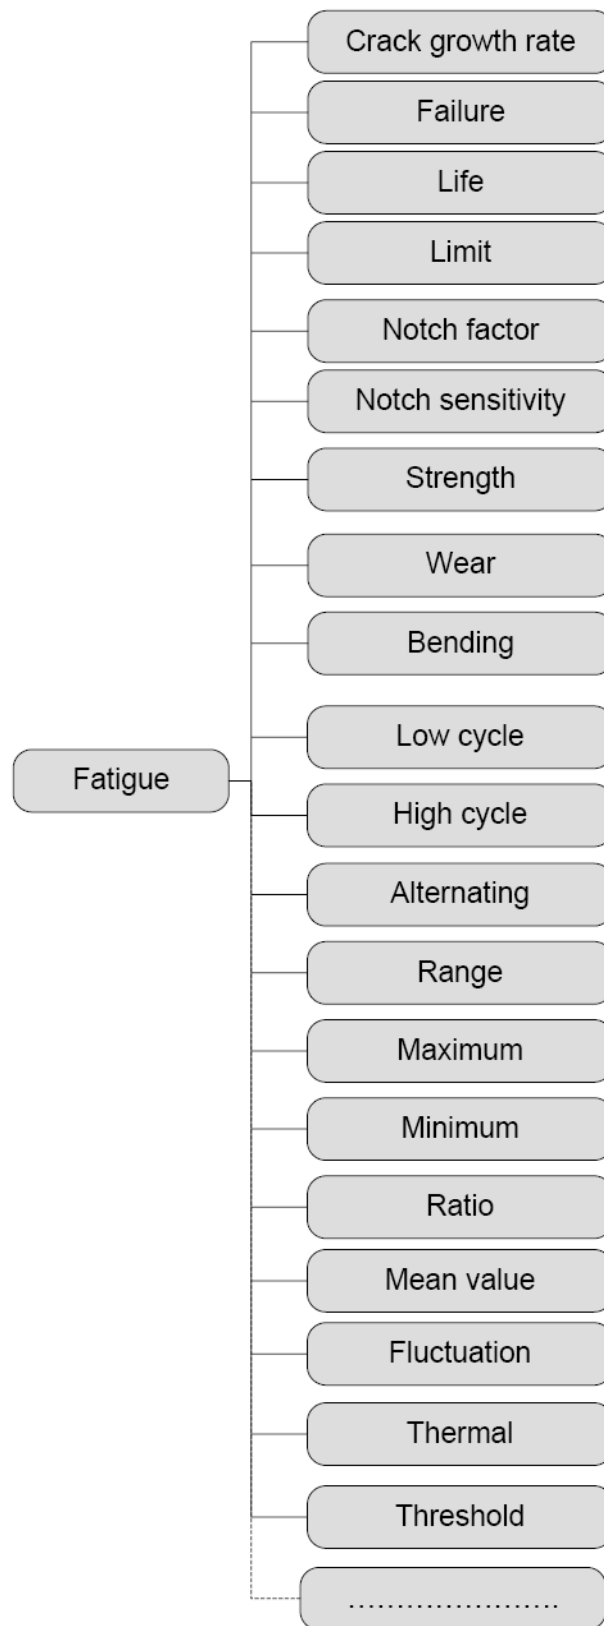 Crack growth rate
Failure
Life
Limit
Notch factor
Notch sensitivity
Strength
Wear
Bending
Low cycle
Fatigue
High cycle
Alternating
Range
Maximum
Minimum
Ratio
Mean value
Fluctuation
Thermal
Threshold
......................